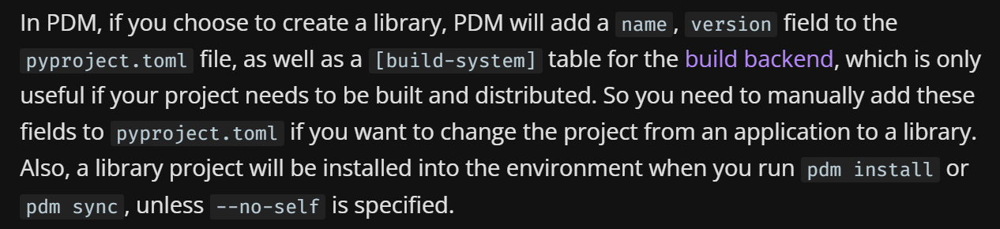 In PDM, if you choose to create a library, PDM will add a name, version field to the
pyproject.toml file, as well as a [build-system] table for the build backend, which is only
useful if your project needs to be built and distributed. So you need to manually add these
fields to pyproject.toml if you want to change the project from an application to a library.
Also, a library project will be installed into the environment when you run pdm install or
pdm sync, unless --no-self is specified.